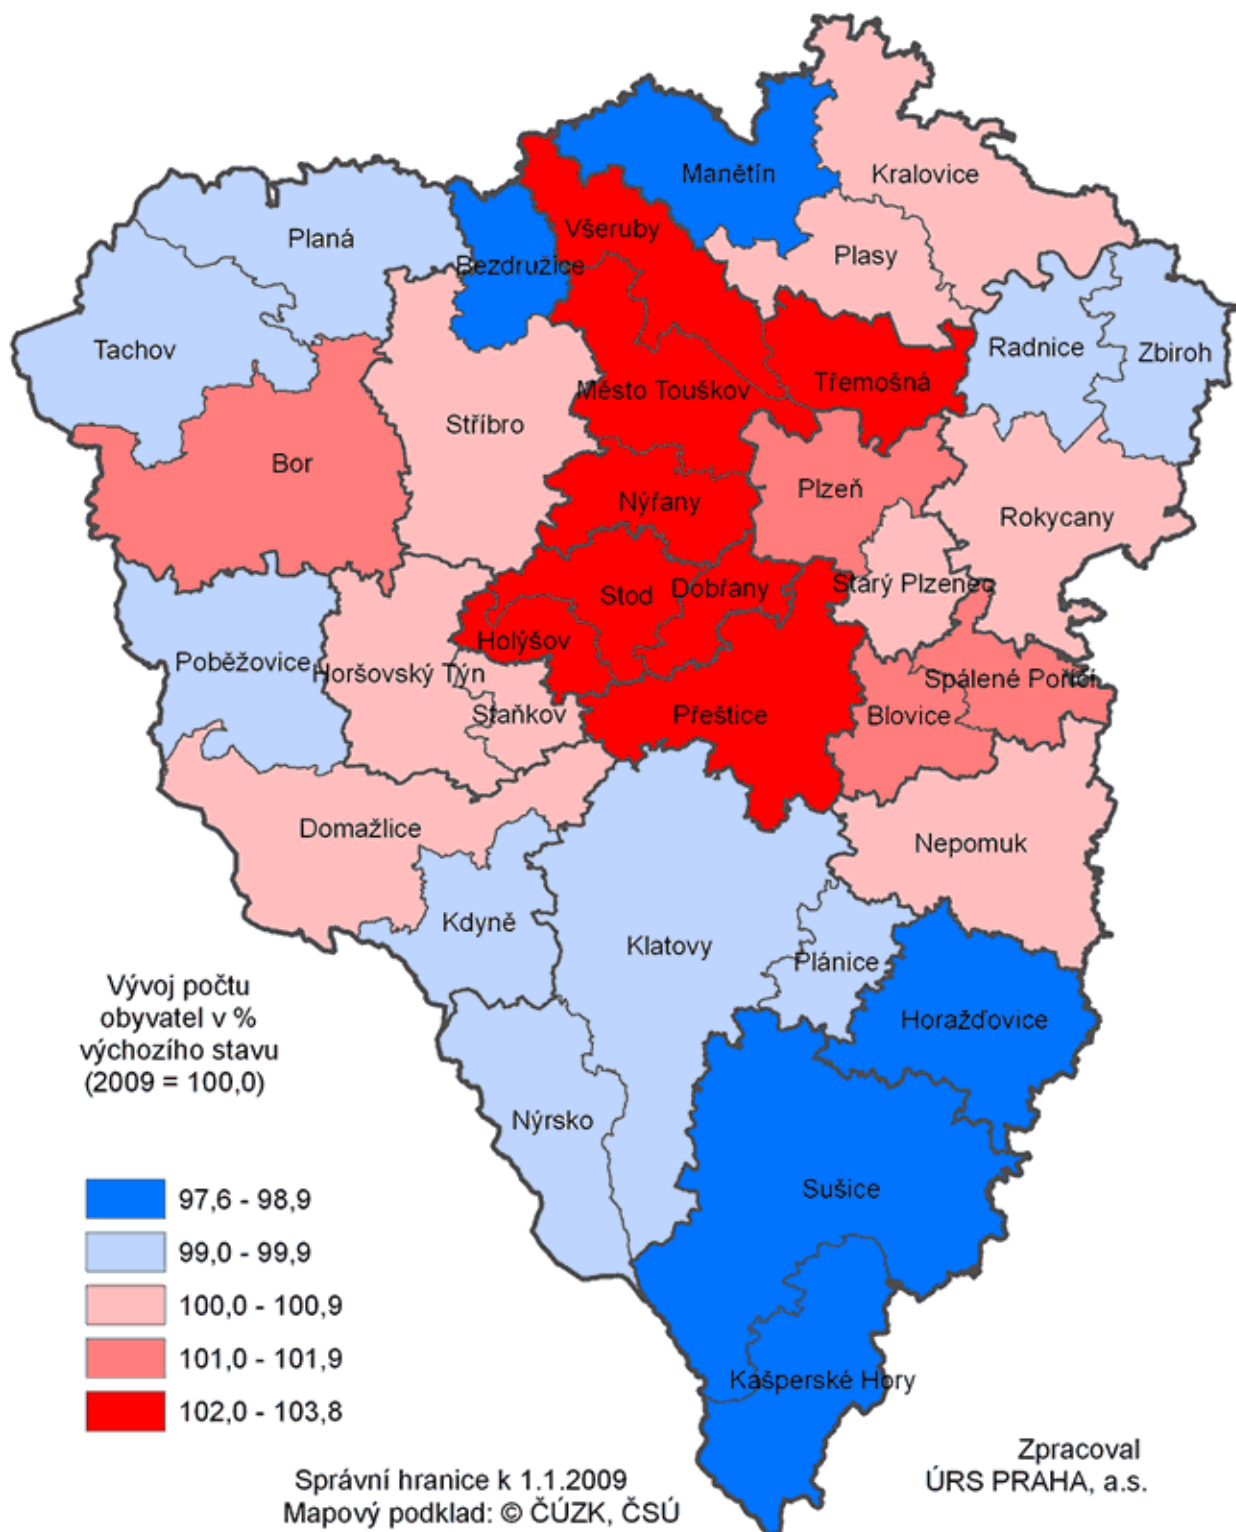 Manětín
Kralovice
Všeruby
Planá
Plasy
Bezdružice
Tachov
Radnice
Zbiroh
Třemošná
Město Touškov
Stříbro
Bor
Plzeň
Nýřany
Rokycany
Starý Plzenec
Dobřany
Stod
Holýšov
Poběžovice
Horšovský Týn
Spálené Poříčí
Staňkov
Přeštice
Blovice
Domažlice
Nepomuk
Kdyně
Klatovy
Plánice
Horažďovice
Nýrsko
Sušice
Kašperské Hory
Vývoj počtu
obyvatel v %
výchozího stavu
(2009 = 100,0)
97,6 - 98,9
99,0 - 99,9
100,0 - 100,9
101,0 - 101,9
102,0 - 103,8
Správní hranice k 1.1.2009
Mapový podklad: © ČÚZK, ČSÚ
Zpracoval
ÚRS PRAHA, a.s.